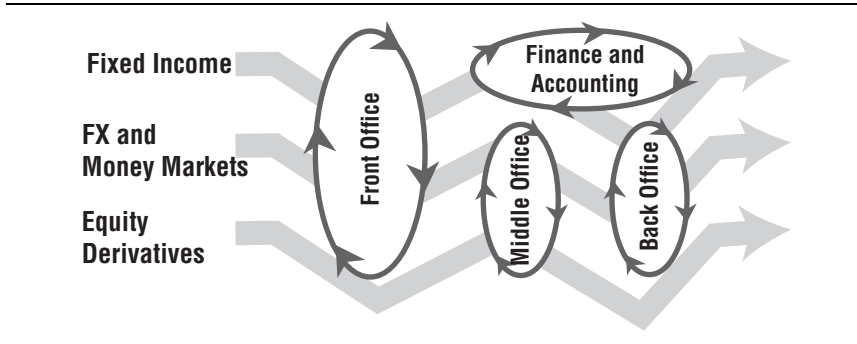 Fixed Income
FX and
Money Markets
Equity
Derivatives
Front Office
Finance and
Accounting
Middle Office
Back Office